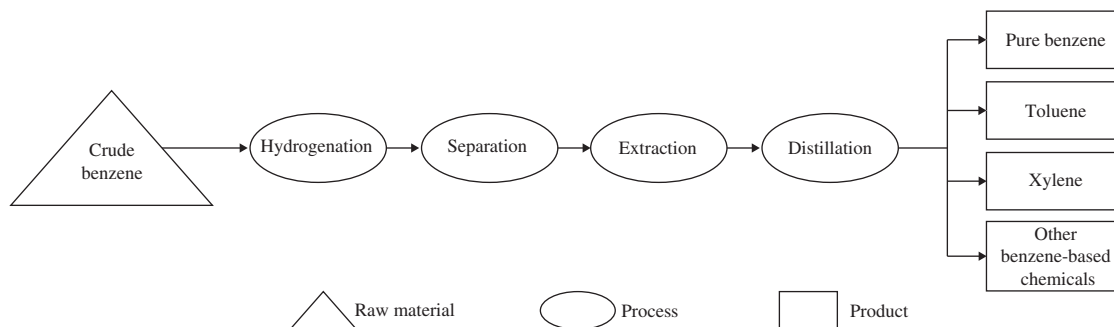 Crude
benzene
Hydrogenation
Separation
Extraction
Distillation
Pure benzene
Toluene
Xylene
Other
benzene-based
chemicals
Raw material
Process
Product